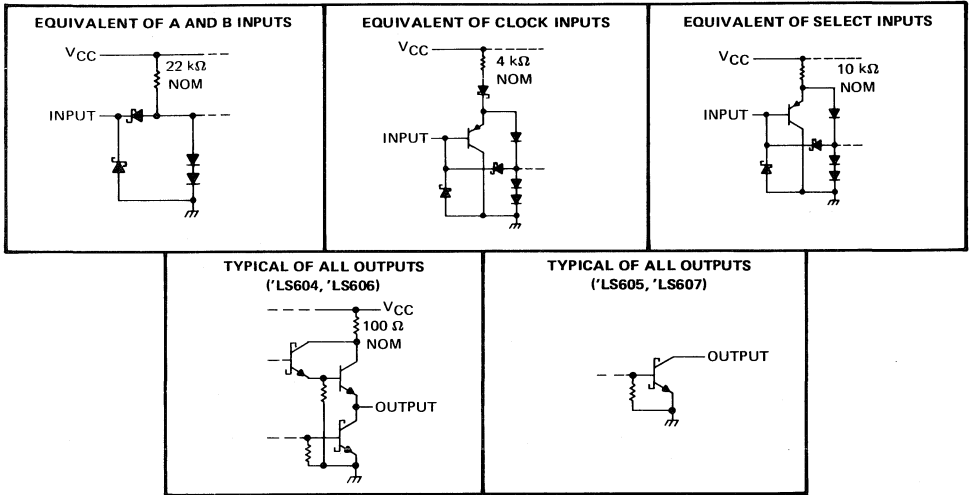 EQUIVALENT OF A AND B INPUTS
VCC
22 kΩ
NOM
INPUT
EQUIVALENT OF CLOCK INPUTS
VCC
4 kΩ
NOM
INPUT
EQUIVALENT OF SELECT INPUTS
VCC
10 kΩ
NOM
INPUT
TYPICAL OF ALL OUTPUTS
('LS604, 'LS606)
VCC
100 Ω
NOM
OUTPUT
TYPICAL OF ALL OUTPUTS
('LS605, 'LS607)
OUTPUT